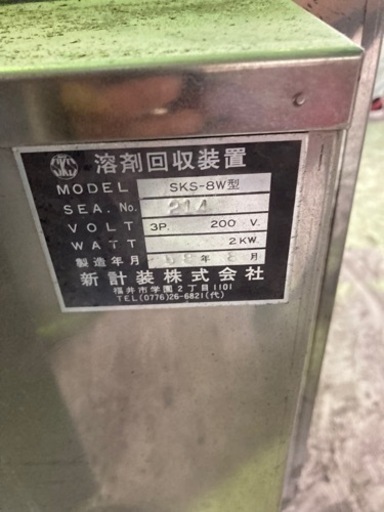 SKS 溶剤回収装置
MODEL SKS-8W型
SEA. No. 214
VOLT 3P. 200 V.
WATT 2KW.
製造年月 年 月
新計装株式会社
福井市学園2丁目1101
TEL(0776)26-6821(代)